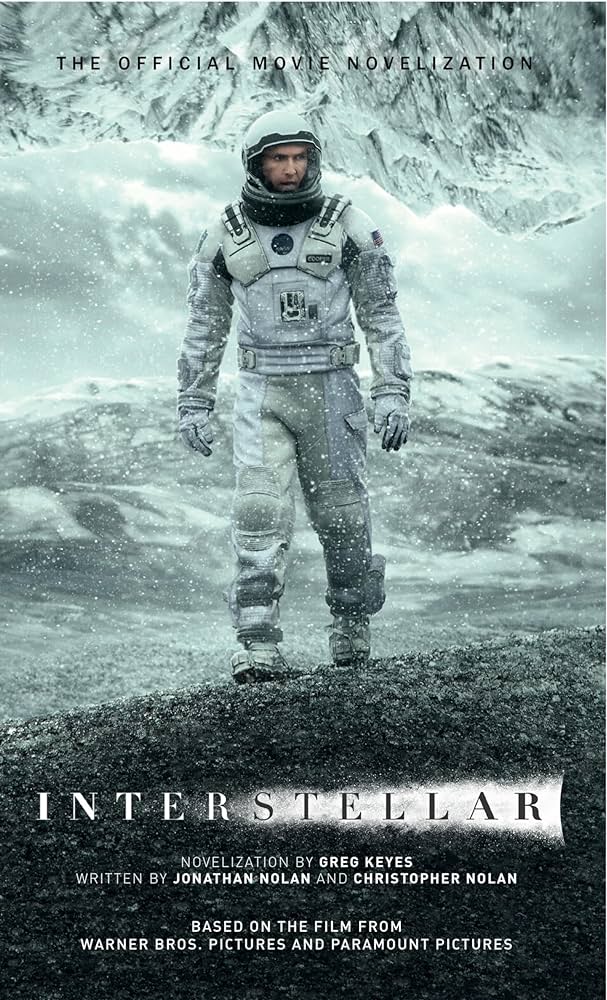 THE OFFICIAL MOVIE NOVELIZATION
COOPER
INTERSTELLAR
NOVELIZATION BY GREG KEYES
WRITTEN BY JONATHAN NOLAN AND CHRISTOPHER NOLAN
BASED ON THE FILM FROM
WARNER BROS. PICTURES AND PARAMOUNT PICTURES